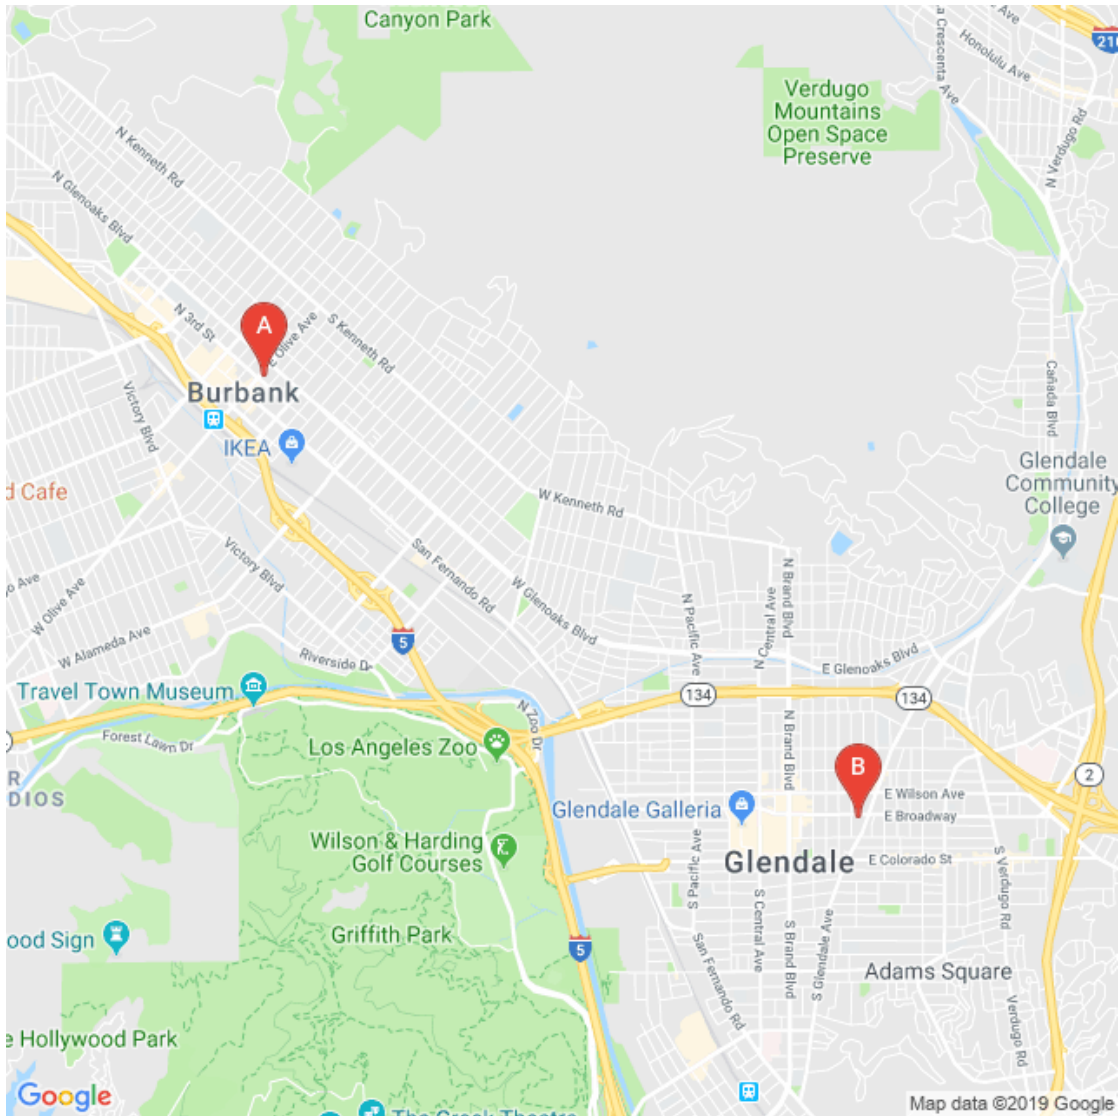 Canyon Park
Verdugo
Mountains
Open Space
Preserve
Crescenta Ave
Honolulu Ave
210
N Verdugo Rd
N Kenneth Rd
N Glenoaks Blvd
N 3rd St
A
E Olive Ave
S Kenneth Rd
Burbank
Victory Blvd
IKEA
d Cafe
W Kenneth Rd
Cañada Blvd
Glendale
Community
College
San Fernando Rd
Victory Blvd
W Olive Ave
W Alameda Ave
Riverside Dr
5
W Glenoaks Blvd
N Pacific Ave
N Central Ave
N Brand Blvd
E Glenoaks Blvd
Travel Town Museum
134
134
Forest Lawn Dr
N Zoo Dr
Los Angeles Zoo
N Brand Blvd
B
2
R
DIOS
E Wilson Ave
Glendale Galleria
E Broadway
Wilson & Harding
Golf Courses
Glendale
E Colorado St
S Pacific Ave
S Central Ave
S Brand Blvd
S Glendale Ave
S Verdugo Rd
ood Sign
Griffith Park
5
San Fernando Rd
Adams Square
Verdugo Rd
e Hollywood Park
Google
The Greek Theatre
Map data ©2019 Google